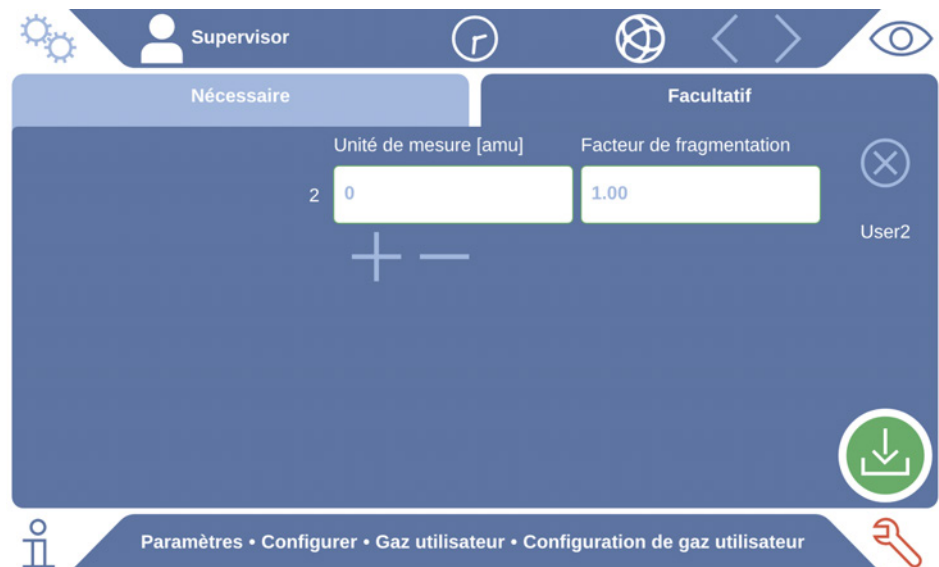 Supervisor
Nécessaire
Facultatif
Unité de mesure [amu]
Facteur de fragmentation
2
0
1.00
User2
Paramètres • Configurer • Gaz utilisateur • Configuration de gaz utilisateur